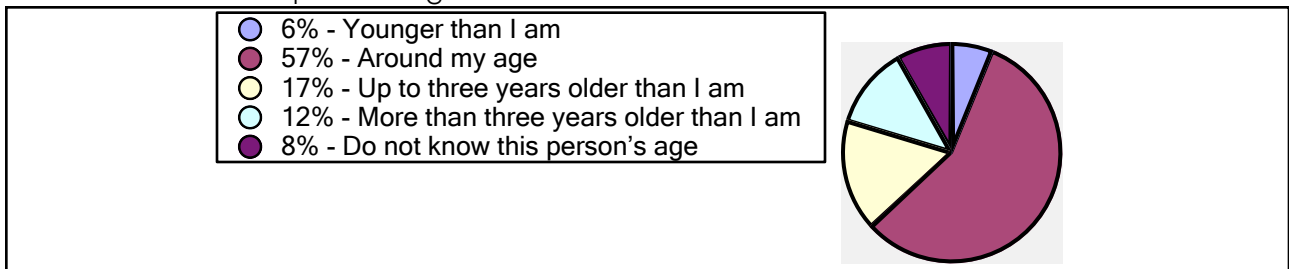 6% - Younger than I am
57% - Around my age
17% - Up to three years older than I am
12% - More than three years older than I am
8% - Do not know this person's age